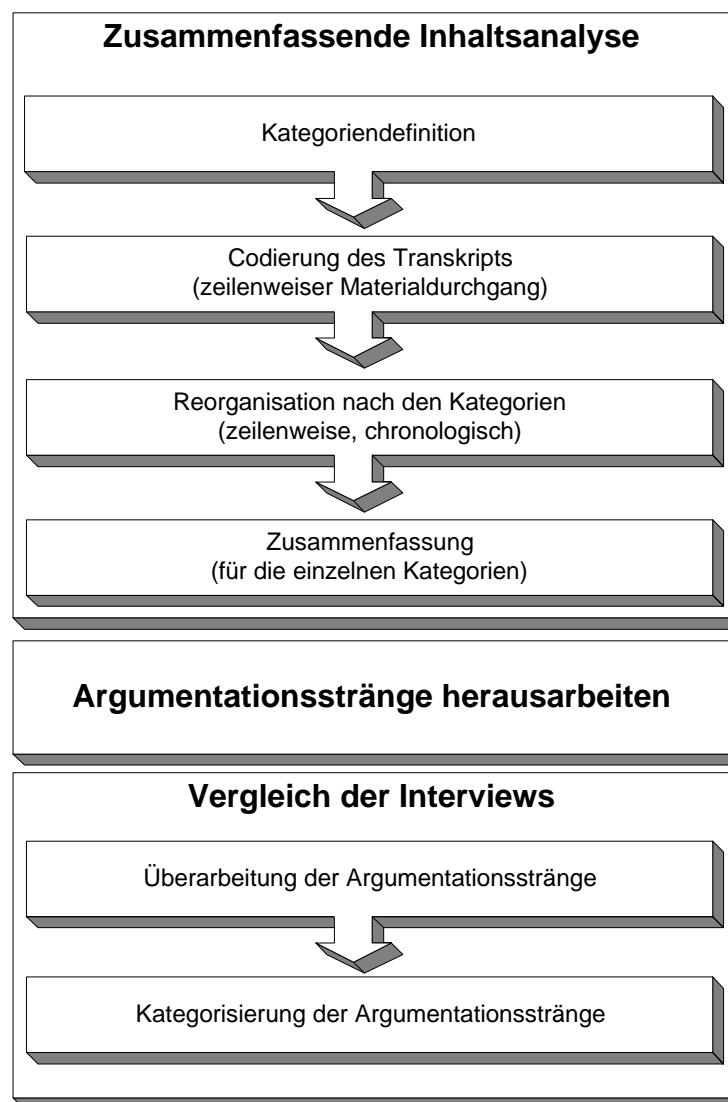 Zusammenfassende Inhaltsanalyse
Kategoriendefinition
Codierung des Transkripts
(zeilenweiser Materialdurchgang)
Reorganisation nach den Kategorien
(zeilenweise, chronologisch)
Zusammenfassung
(für die einzelnen Kategorien)
Argumentationsstränge herausarbeiten
Vergleich der Interviews
Überarbeitung der Argumentationsstränge
Kategorisierung der Argumentationsstränge